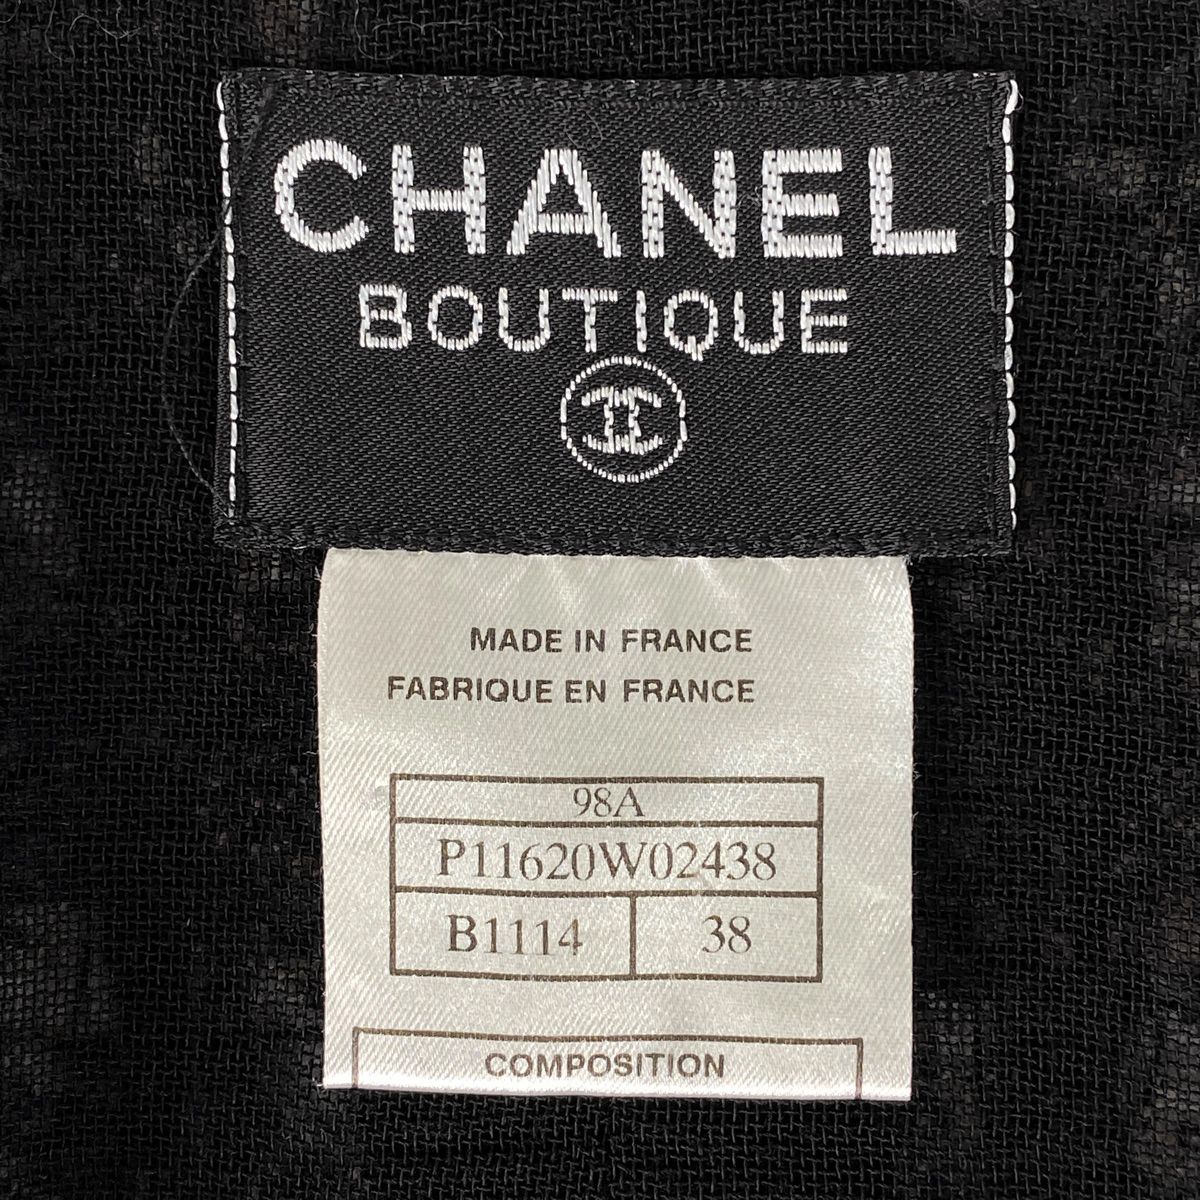 CHANEL
BOUTIQUE
MADE IN FRANCE
FABRIQUE EN FRANCE
98A
P11620W02438
B1114 38
COMPOSITION